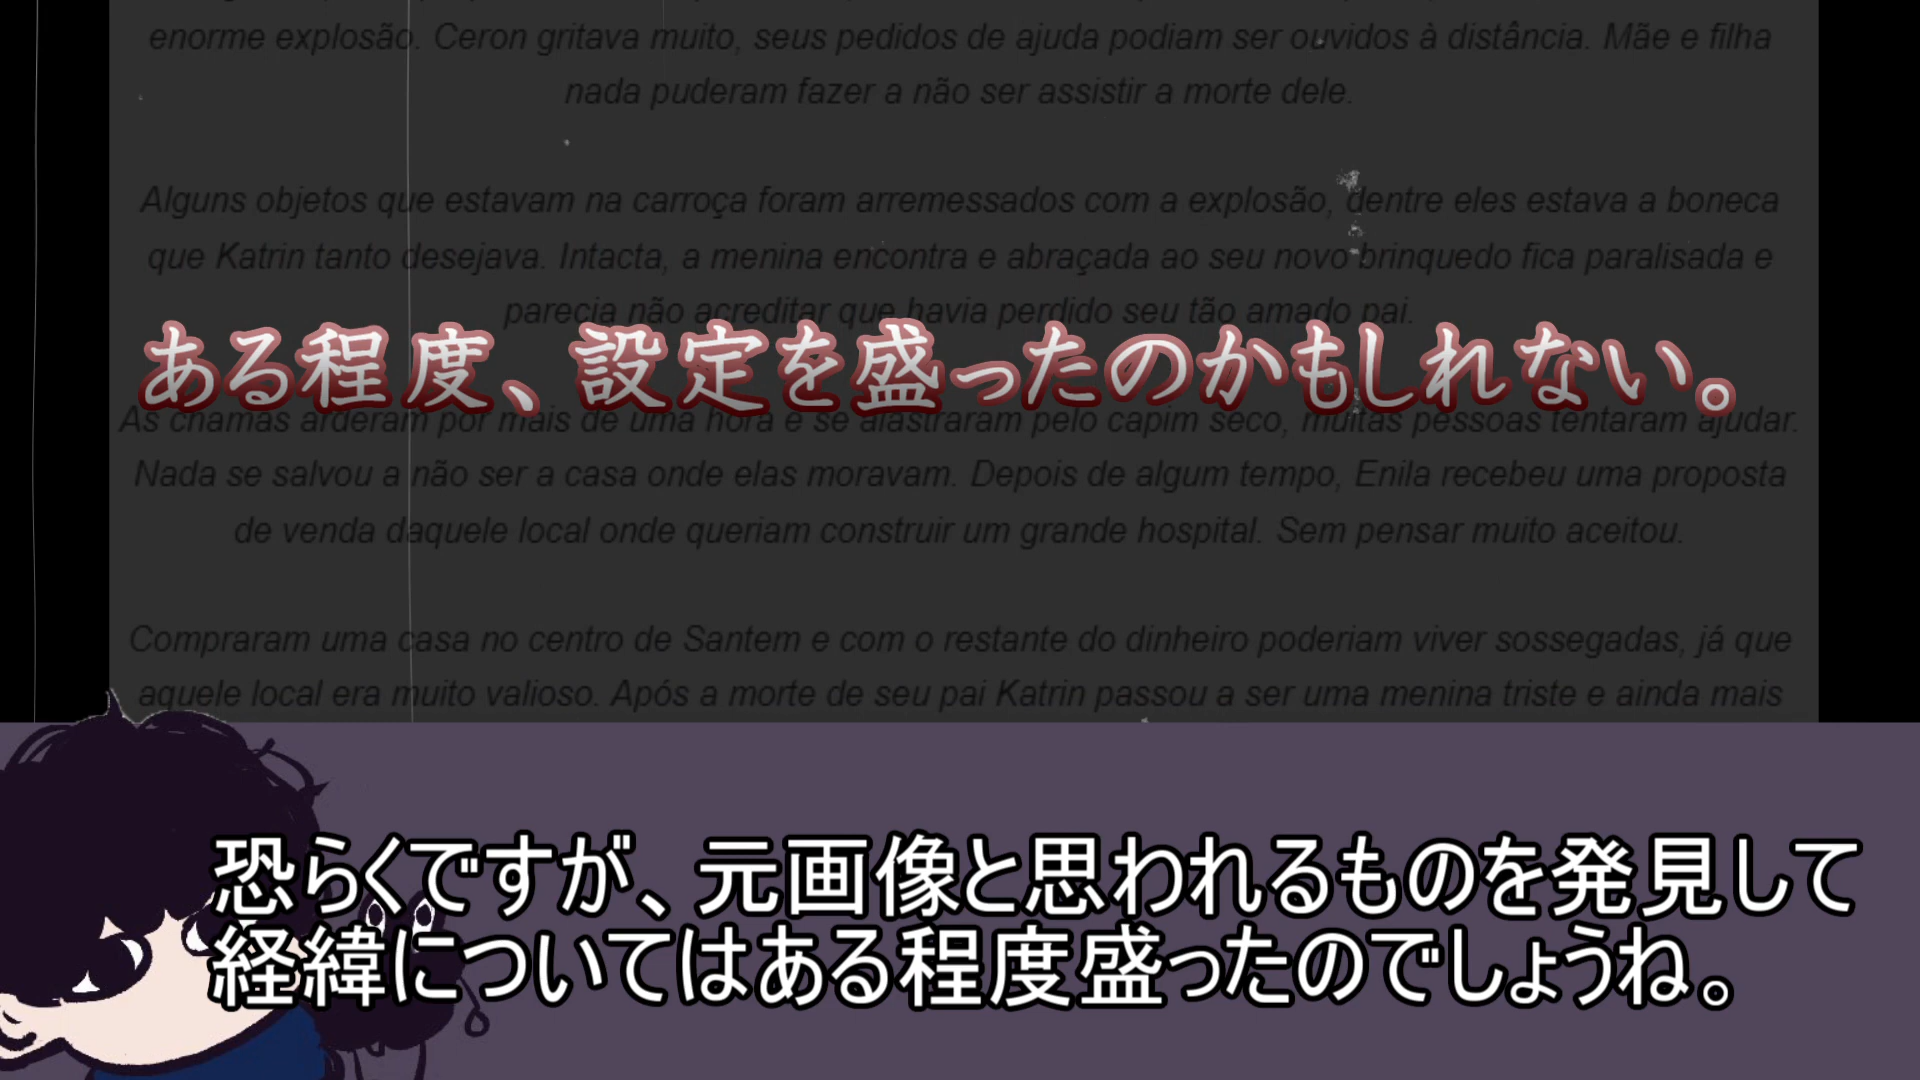 enorme explosão. Ceron gritava muito, seus pedidos de ajuda podiam ser ouvidos à distância. Mãe e filha
nada puderam fazer a não ser assistir a morte dele.
Alguns objetos que estavam na carroça foram arremessados com a explosão, dentre eles estava a boneca
que Katrin tanto desejava. Intacta, a menina encontra e abraçada ao seu novo brinquedo fica paralisada e
parecia não acreditar que havia perdido seu tão amado pai.
ある程度、設定を盛ったのかもしれない。
As chamas arderam por mais de uma hora e se alastraram pelo capim seco, muitas pessoas tentaram ajudar.
Nada se salvou a não ser a casa onde elas moravam. Depois de algum tempo, Enila recebeu uma proposta
de venda daquele local onde queriam construir um grande hospital. Sem pensar muito aceitou.
Compraram uma casa no centro de Santem e com o restante do dinheiro poderiam viver sossegadas, já que
aquele local era muito valioso. Após a morte de seu pai Katrin passou a ser uma menina triste e ainda mais
恐らくですが、元画像と思われるものを発見して
経緯についてはある程度盛ったのでしょうね。